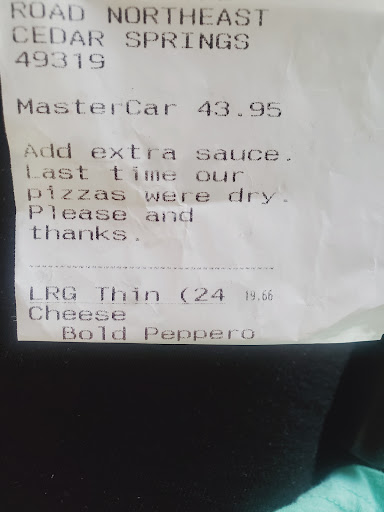 ROAD NORTHEAST
CEDAR SPRINGS
49319
MasterCar 43.95
Add extra sauce.
Last time our
pizzas were dry.
Please and
thanks.
LRG Thin (24 19.66
Cheese
Bold Peppero